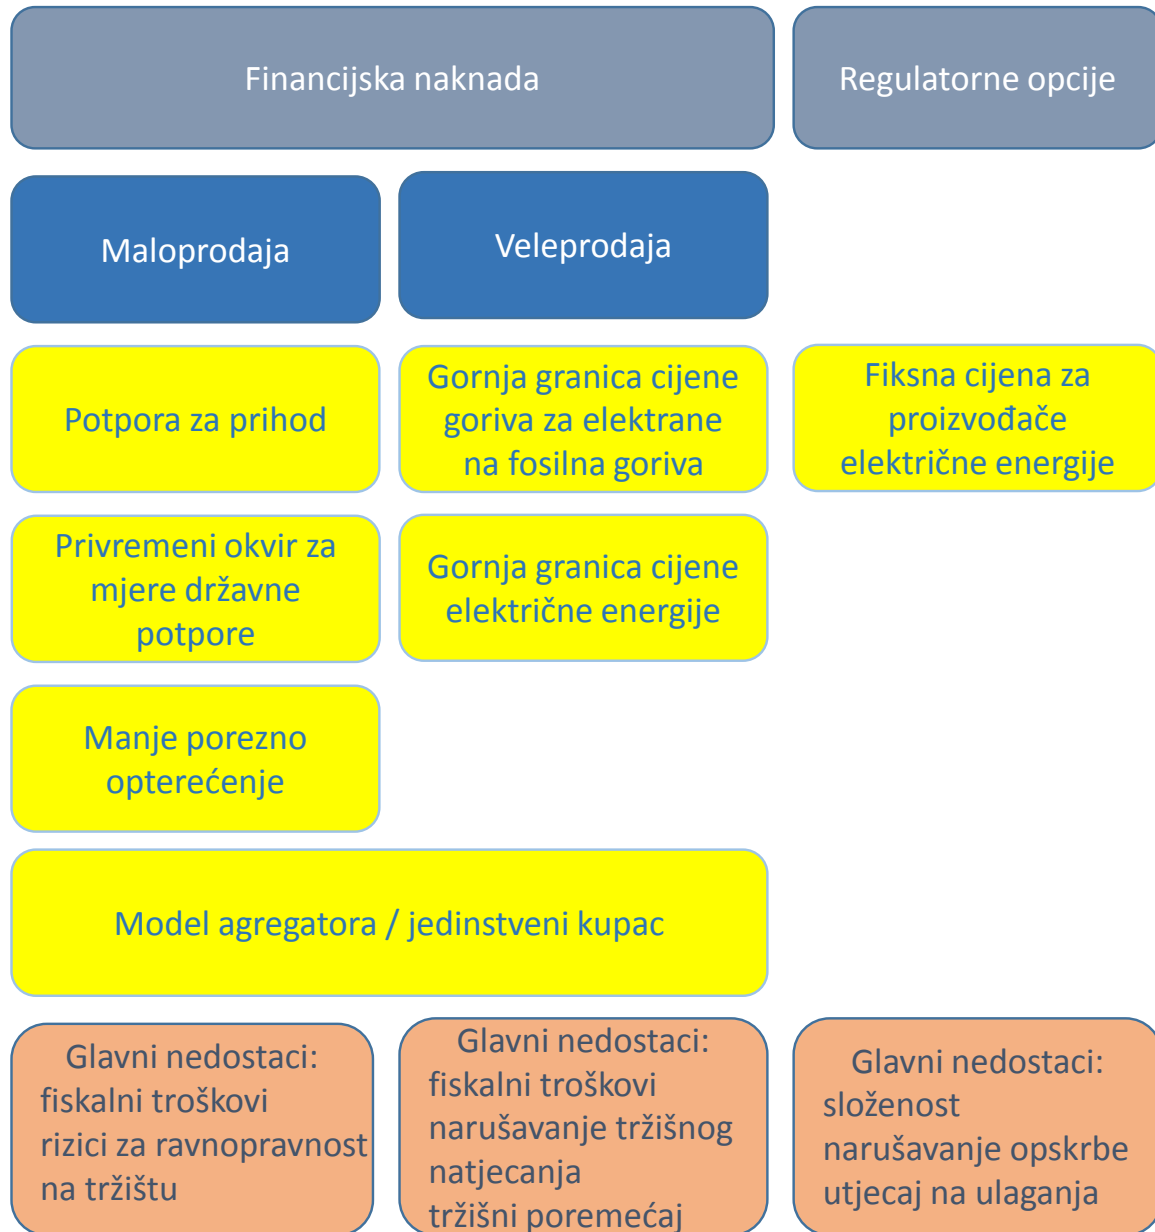 Financijska naknada
Regulatorne opcije
Maloprodaja
Veleprodaja
Potpora za prihod
Gornja granica cijene
goriva za elektrane
na fosilna goriva
Fiksna cijena za
proizvođače
električne energije
Privremeni okvir za
mjere državne
potpore
Gornja granica cijene
električne energije
Manje porezno
opterećenje
Model agregatora / jedinstveni kupac
Glavni nedostaci:
fiskalni troškovi
rizici za ravnopravnost
na tržištu
Glavni nedostaci:
fiskalni troškovi
narušavanje tržišnog
natjecanja
tržišni poremećaj
Glavni nedostaci:
složenost
narušavanje opskrbe
utjecaj na ulaganja